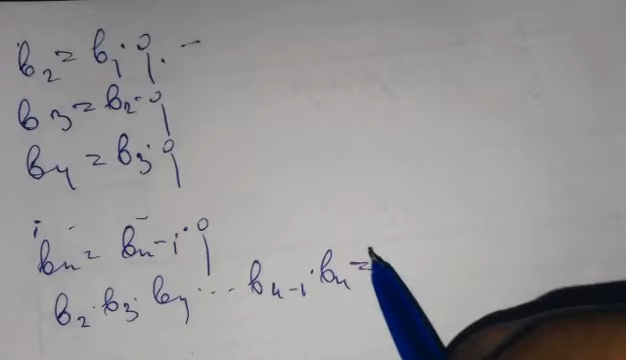 b₂ = b₁ · q
b₃ = b₂ · q
b₄ = b₃ · q
bₙ = bₙ₋₁ · q
b₂ · b₃ · b₄ ... bₙ₋₁ · bₙ =